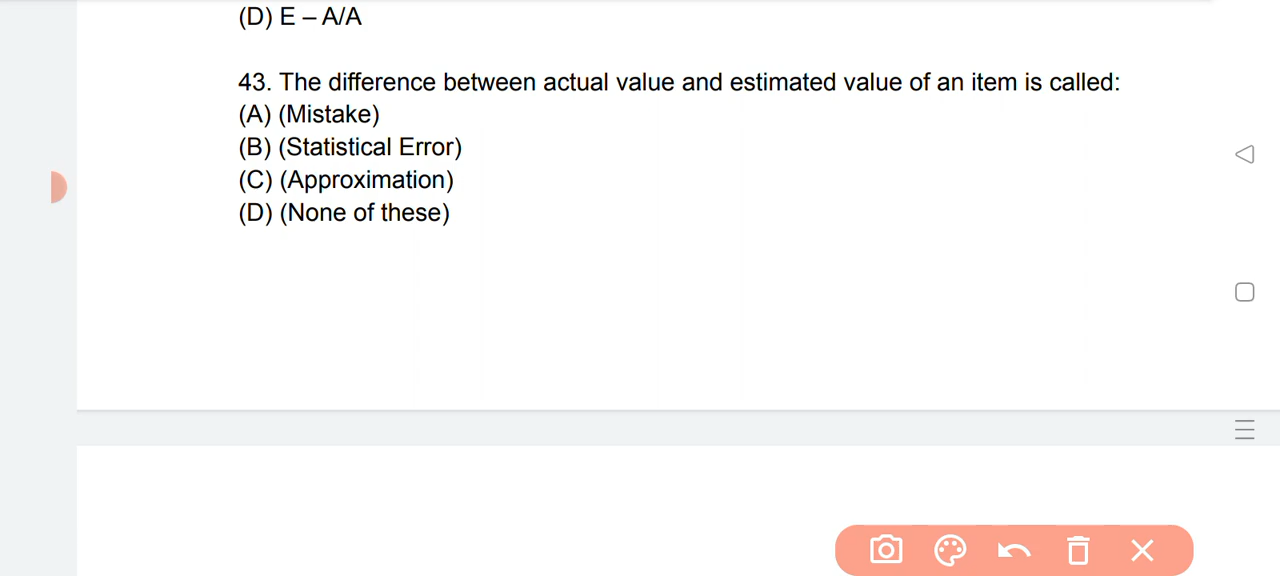 (D) E – A/A
43. The difference between actual value and estimated value of an item is called:
(A) (Mistake)
(B) (Statistical Error)
(C) (Approximation)
(D) (None of these)